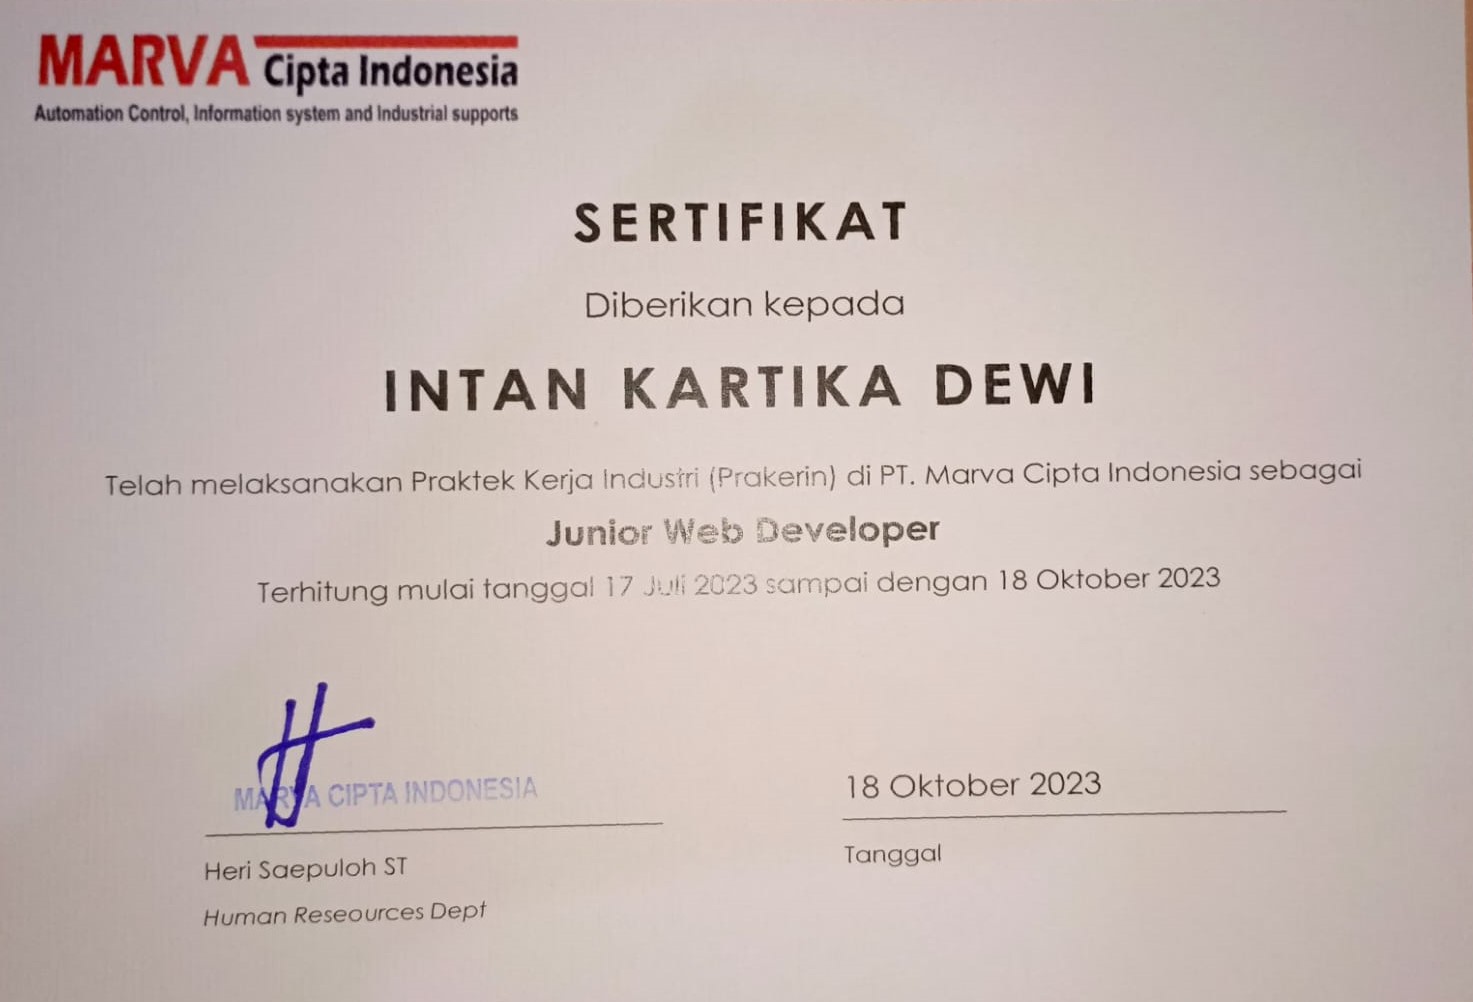 MARVA Cipta Indonesia
Automation Control, Information system and Industrial supports
SERTIFIKAT
Diberikan kepada
INTAN KARTIKA DEWI
Telah melaksanakan Praktek Kerja Industri (Prakerin) di PT. Marva Cipta Indonesia sebagai
Junior Web Developer
Terhitung mulai tanggal 17 Juli 2023 sampai dengan 18 Oktober 2023
MARVA CIPTA INDONESIA
18 Oktober 2023
Heri Saepuloh ST
Tanggal
Human Reseources Dept